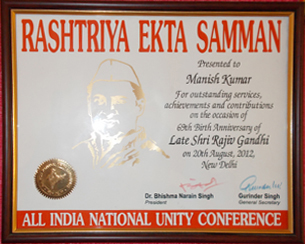 RASHTRIYA EKTA SAMMAN
Presented to
Manish Kumar
For outstanding services,
achievements and contributions
on the occasion of
69th Birth Anniversary of
Late Shri Rajiv Gandhi
on 20th August, 2012,
New Delhi
Dr. Bhishma Narain Singh
President
Gurinder Singh
General Secretary
ALL INDIA NATIONAL UNITY CONFERENCE